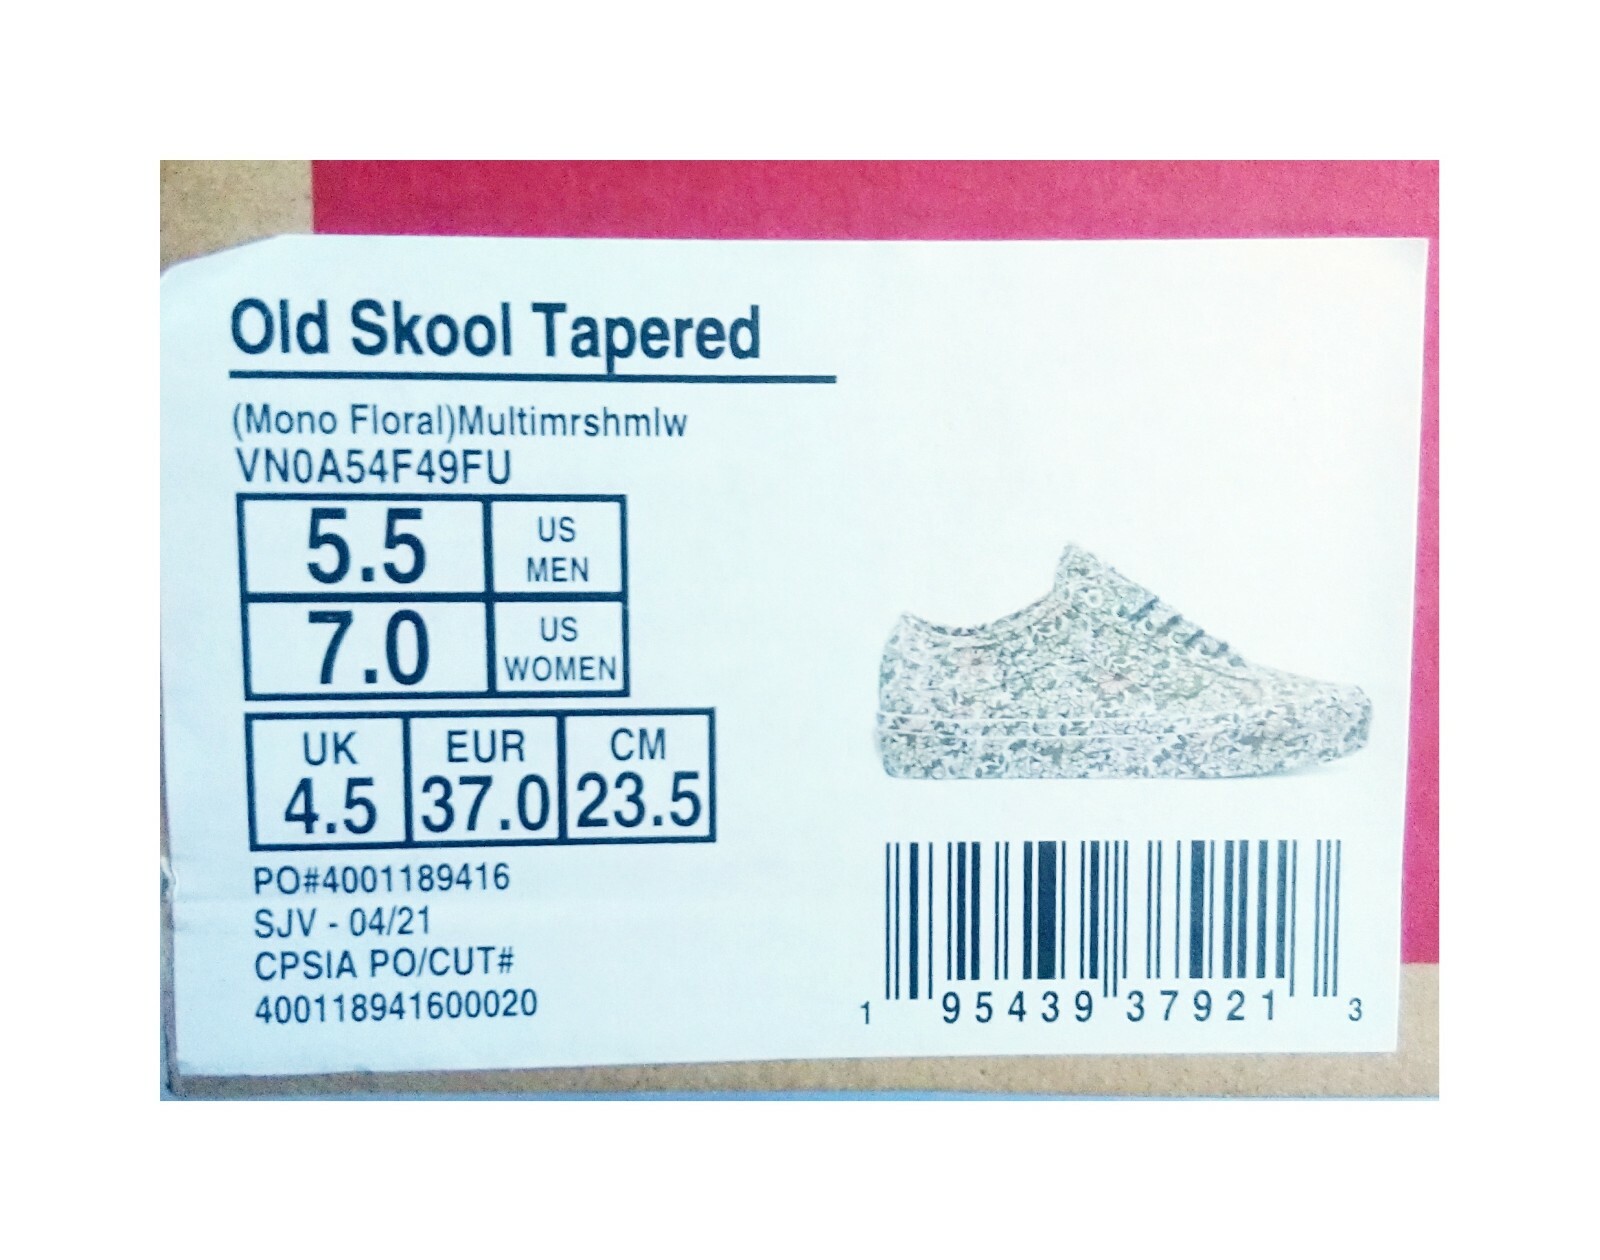 Old Skool Tapered
(Mono Floral)Multimrshmlw
VN0A54F49FU
5.5 US MEN
7.0 US WOMEN
UK EUR CM
4.5 37.0 23.5
PO#4001189416
SJV - 04/21
CPSIA PO/CUT#
400118941600020
1 95439 37921 3